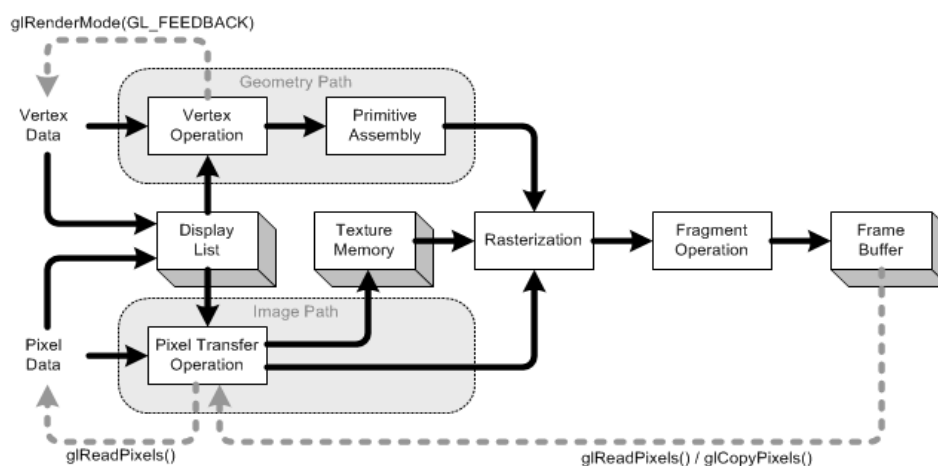 glRenderMode(GL_FEEDBACK)
Geometry Path
Vertex
Data
Vertex
Operation
Primitive
Assembly
Display
List
Texture
Memory
Rasterization
Fragment
Operation
Frame
Buffer
Image Path
Pixel
Data
Pixel Transfer
Operation
glReadPixels()
glReadPixels() / glCopyPixels()